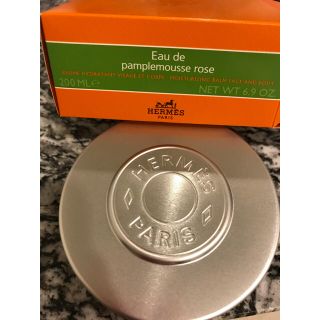 Eau de
pamplemousse rose
BAUME HYDRATANT VISAGE ET CORPS - MOISTURIZING BALM FACE AND BODY
200 ML℮ NET WT 6.9 OZ
HERMÈS
PARIS
HERMÈS
PARIS